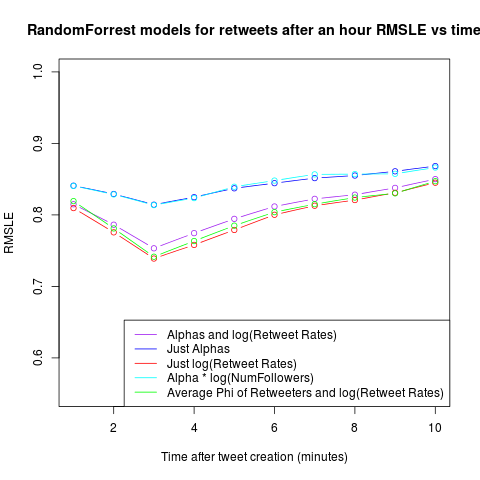 RandomForrest models for retweets after an hour RMSLE vs time
RMSLE
1.0
0.9
0.8
0.7
0.6
Alphas and log(Retweet Rates)
Just Alphas
Just log(Retweet Rates)
Alpha * log(NumFollowers)
Average Phi of Retweeters and log(Retweet Rates)
2 4 6 8 10
Time after tweet creation (minutes)